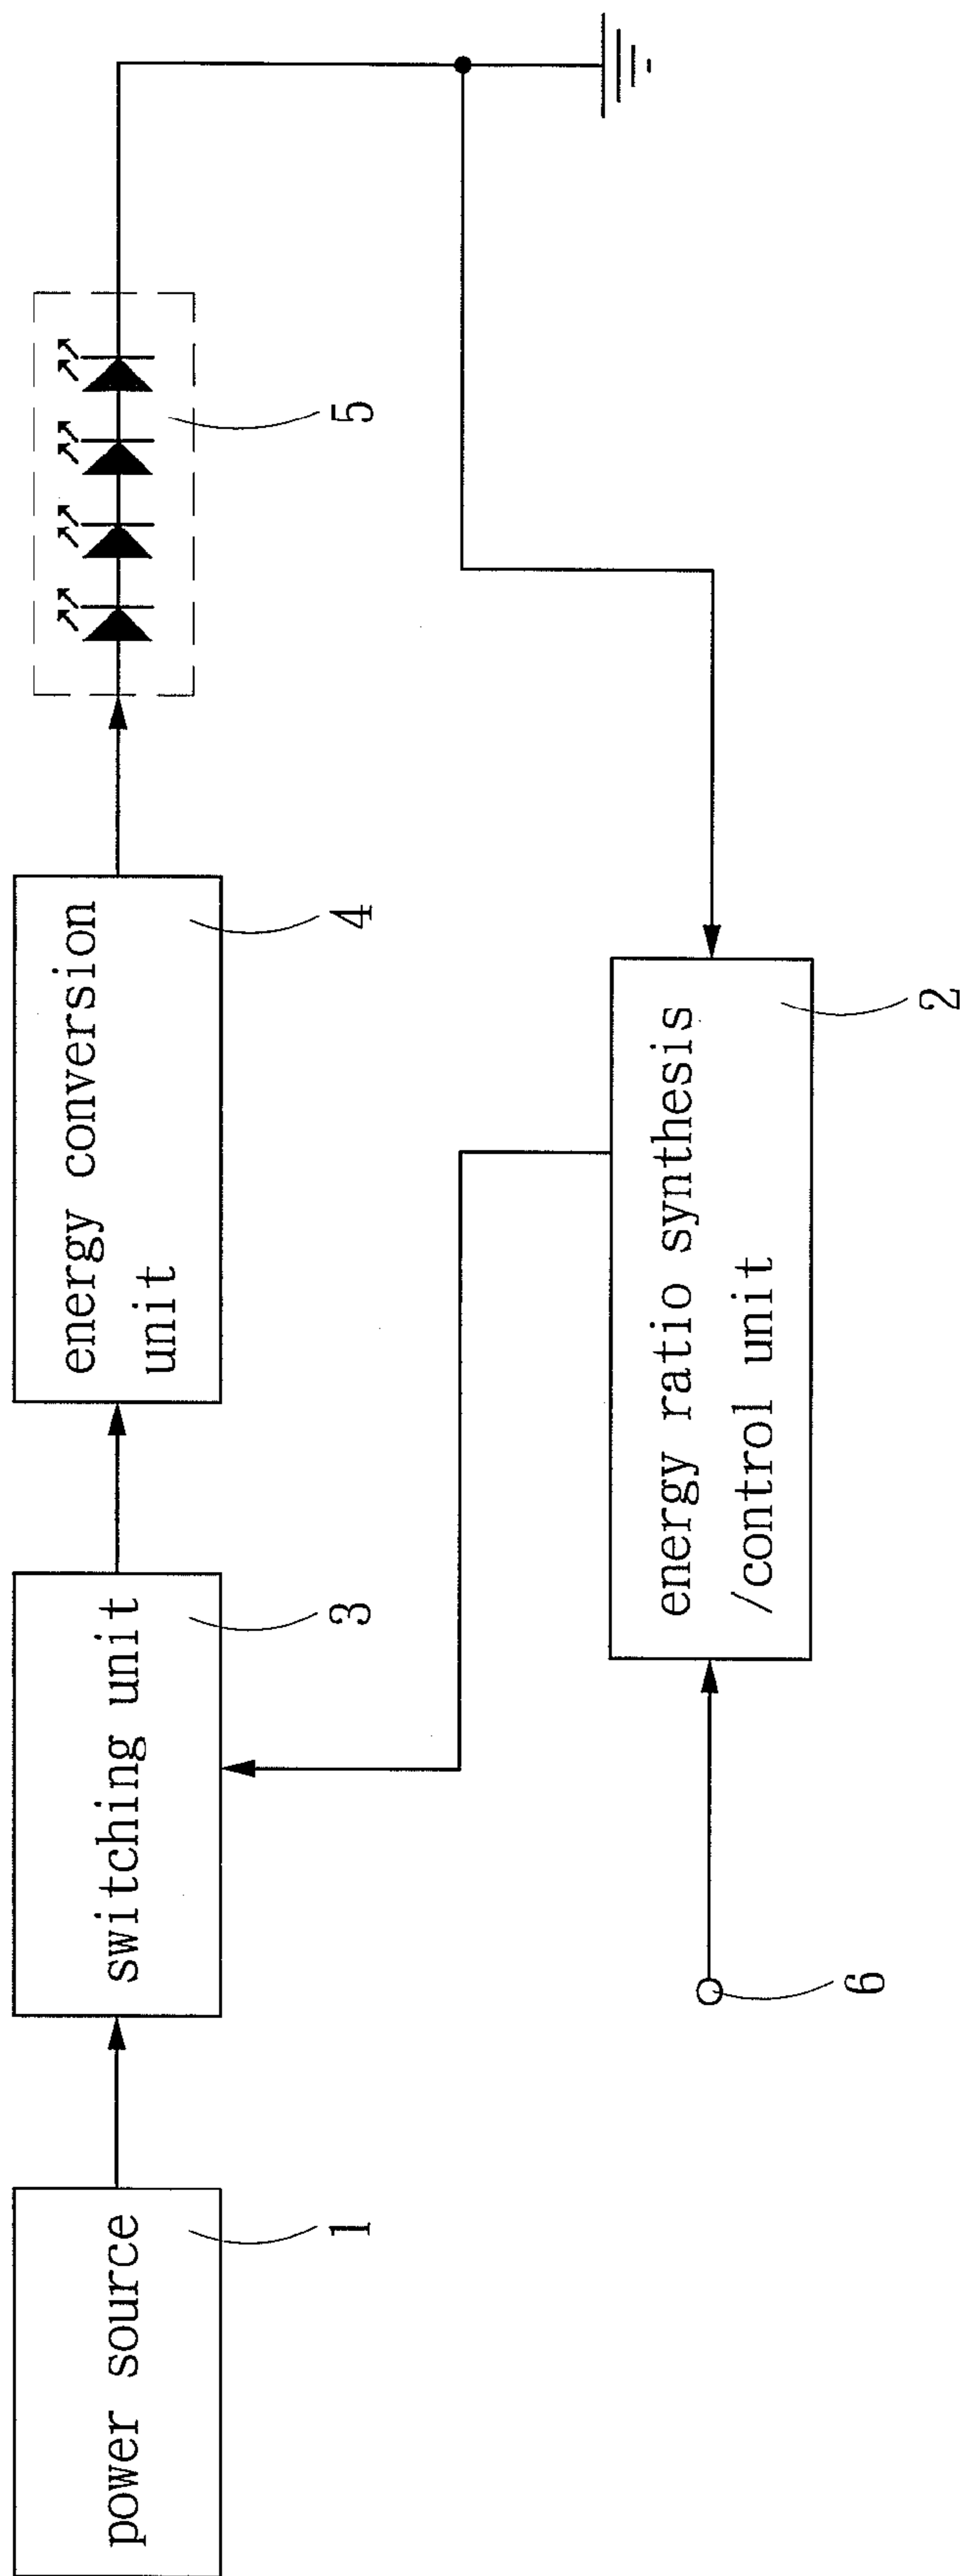 power source
1
switching unit
3
energy conversion
unit
4
5
6
energy ratio synthesis
/control unit
2